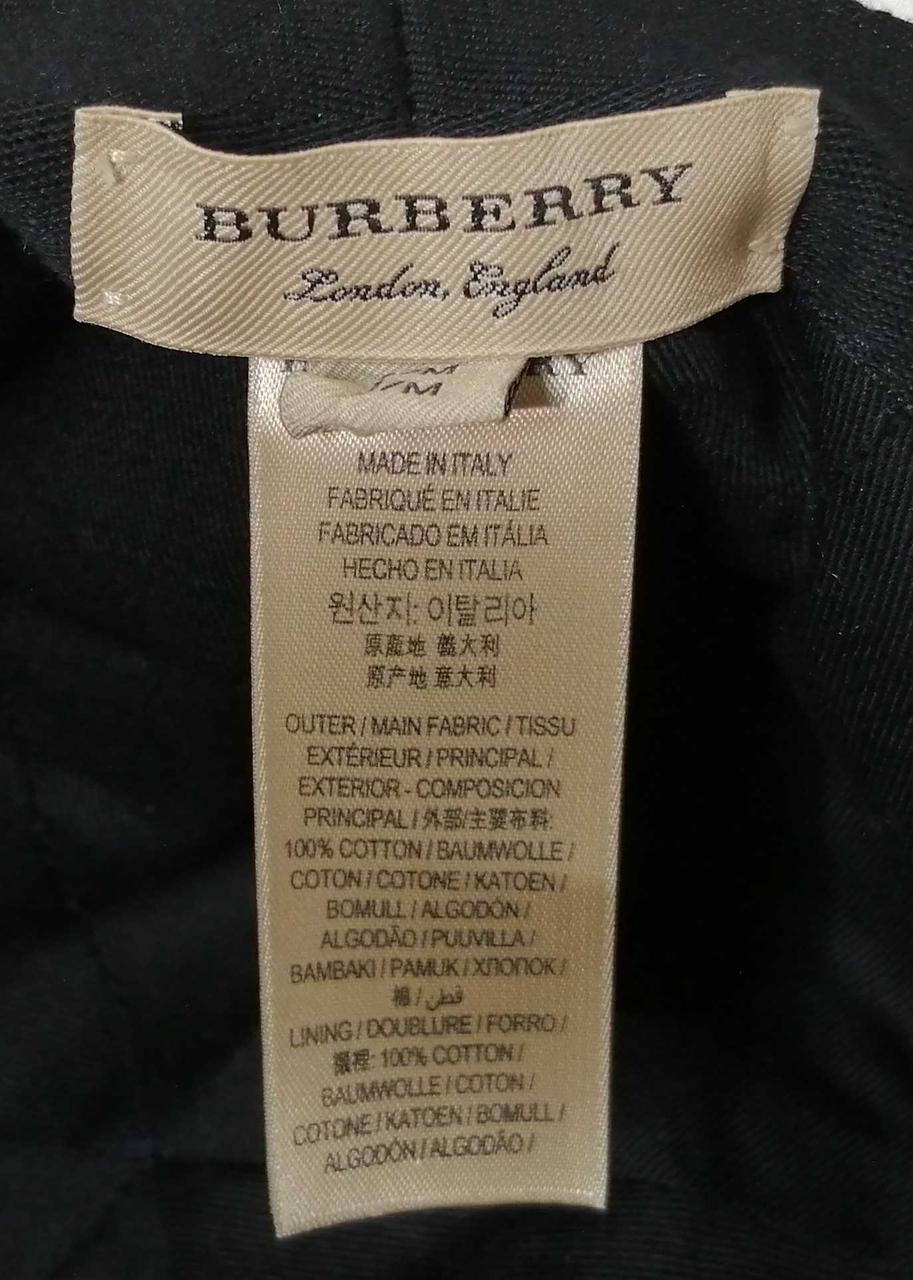 BURBERRY
London, England
/M
MADE IN ITALY
FABRIQUÉ EN ITALIE
FABRICADO EM ITÁLIA
HECHO EN ITALIA
원산지: 이탈리아
原產地 義大利
原产地 意大利
OUTER / MAIN FABRIC / TISSU
EXTÉRIEUR / PRINCIPAL /
EXTERIOR - COMPOSICION
PRINCIPAL / 外部/主要布料:
100% COTTON / BAUMWOLLE /
COTON / COTONE / KATOEN /
BOMULL / ALGODÓN /
ALGODÃO / PUUVILLA /
BAMBAKI / PAMUK / ХЛОПОК /
棉 / قطن
LINING / DOUBLURE / FORRO /
襯裡: 100% COTTON /
BAUMWOLLE / COTON /
COTONE / KATOEN / BOMULL /
ALGODÓN / ALGODÃO /